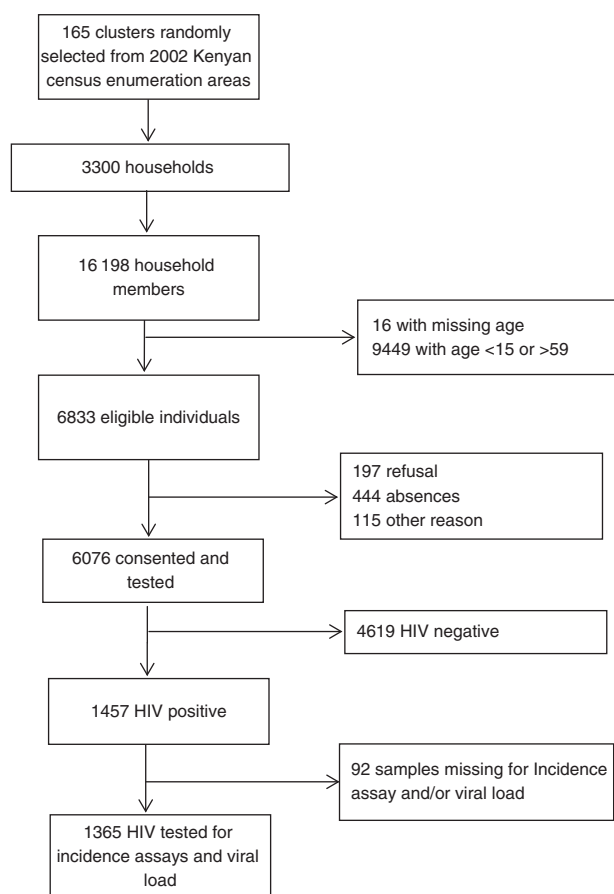 165 clusters randomly
selected from 2002 Kenyan
census enumeration areas
3300 households
16 198 household
members
16 with missing age
9449 with age <15 or >59
6833 eligible individuals
197 refusal
444 absences
115 other reason
6076 consented and
tested
4619 HIV negative
1457 HIV positive
92 samples missing for Incidence
assay and/or viral load
1365 HIV tested for
incidence assays and viral
load